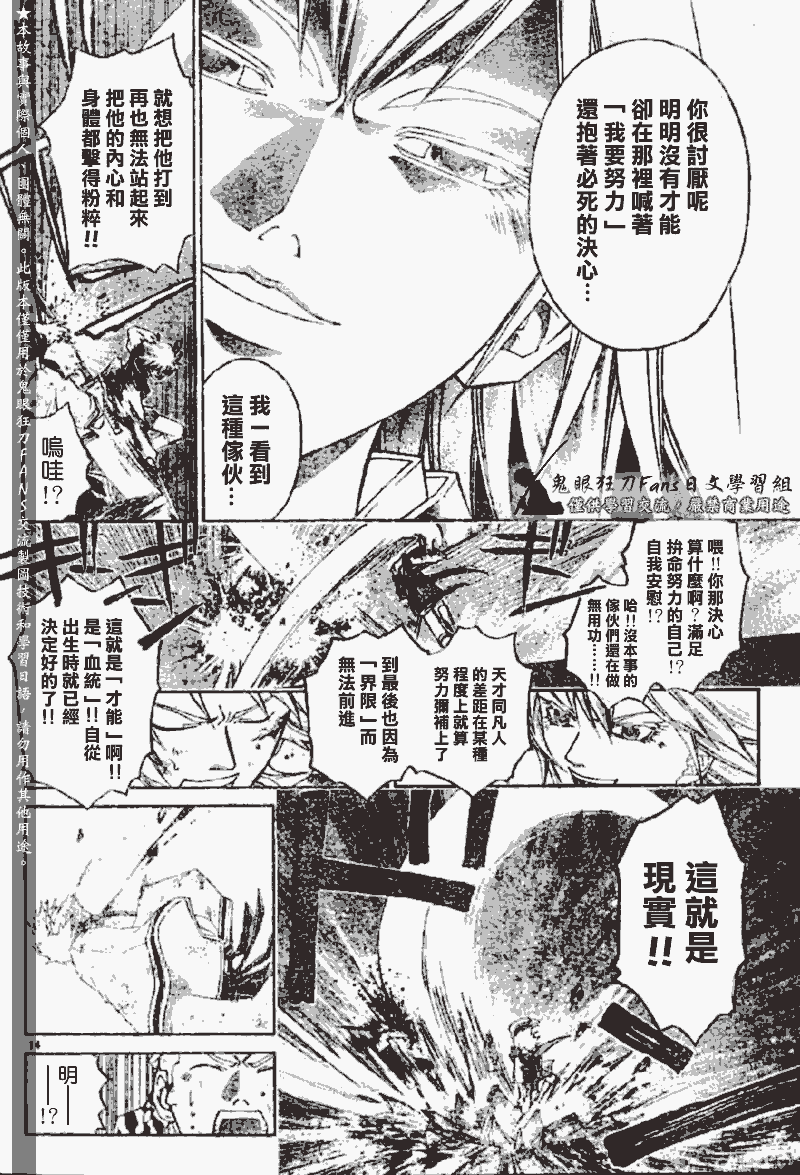 你很討厭呢
明明沒有才能
卻在那裡喊著
「我要努力」
還抱著必死的決心…
我一看到
這種傢伙…
就想把他打到
再也無法站起來
把他的內心和
身體都擊得粉粹!!
嗚哇!?
鬼眼狂刀Fans日文學習組
僅供學習交流，嚴禁商業用途
喂!!你那決心
算什麼啊?滿足
拚命努力的自己!?
自我安慰!?
哈!!沒本事的
傢伙們還在做
無用功……!!
天才同凡人
的差距在某種
程度上就算
努力彌補上了
到最後也因為
「界限」而
無法前進
這就是「才能」啊!!
是「血統」!!自從
出生時就已經
決定好的了!!
這就是
現實!!
明——
——!?
14
★本故事與實際個人、團體無關。此版本僅僅用於鬼眼狂刀FANS交流製圖技術和學習日語，請勿用作其他用途。